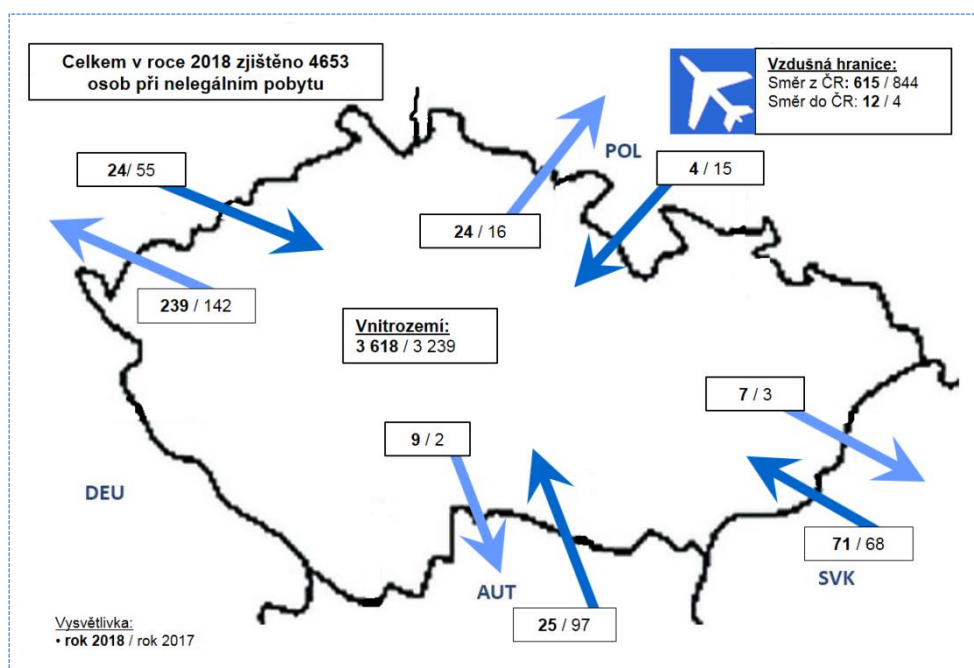 Celkem v roce 2018 zjištěno 4653
osob při nelegálním pobytu
Vzdušná hranice:
Směr z ČR: 615 / 844
Směr do ČR: 12 / 4
POL
24/ 55
4 / 15
24 / 16
239 / 142
Vnitrozemí:
3 618 / 3 239
7 / 3
9 / 2
DEU
71 / 68
SVK
AUT
25 / 97
Vysvětlivka:
• rok 2018 / rok 2017